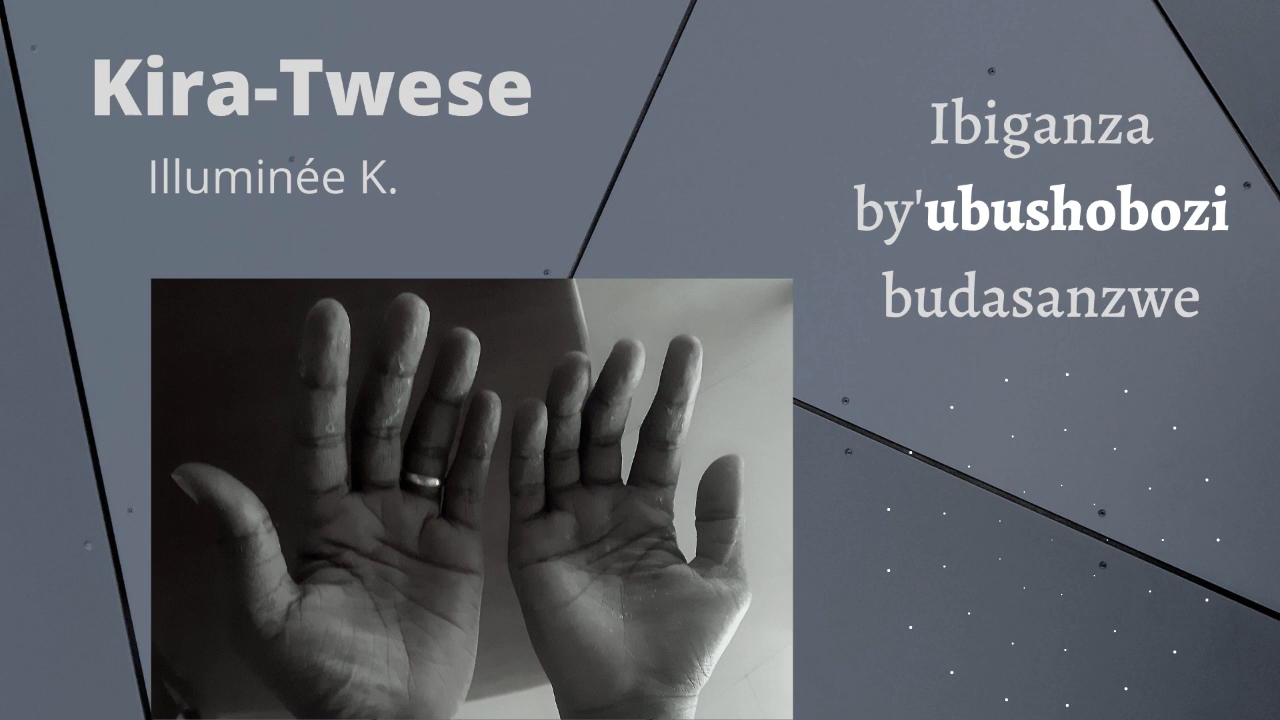 Kira-Twese
Illuminée K.
Ibiganza
by'ubushobozi
budasanzwe